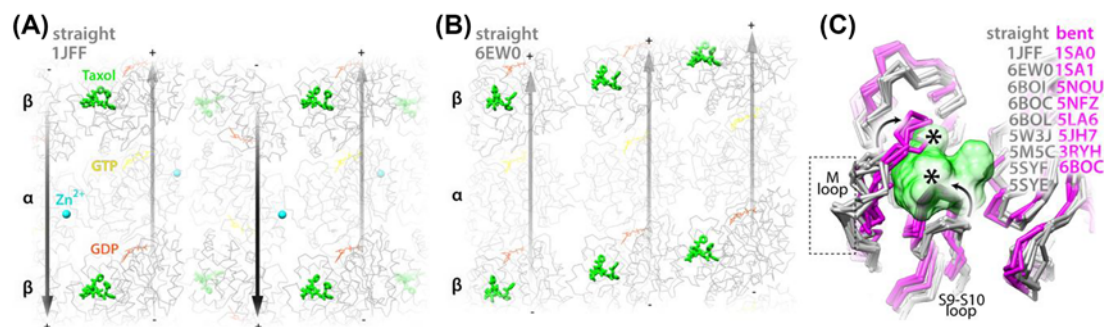 (A)
straight
1JFF
-
+
-
+
Taxol
β
GTP
α
Zn2+
GDP
β
+
-
+
-
(B)
straight
6EW0
+
+
+
β
α
β
-
-
-
(C)
straight bent
1JFF 1SA0
6EW0 1SA1
6BOI 5NOU
6BOC 5NFZ
6BOL 5LA6
5W3J 5JH7
5M5C 3RYH
5SYF 6BOC
5SYE
*
*
M
loop
S9-S10
loop